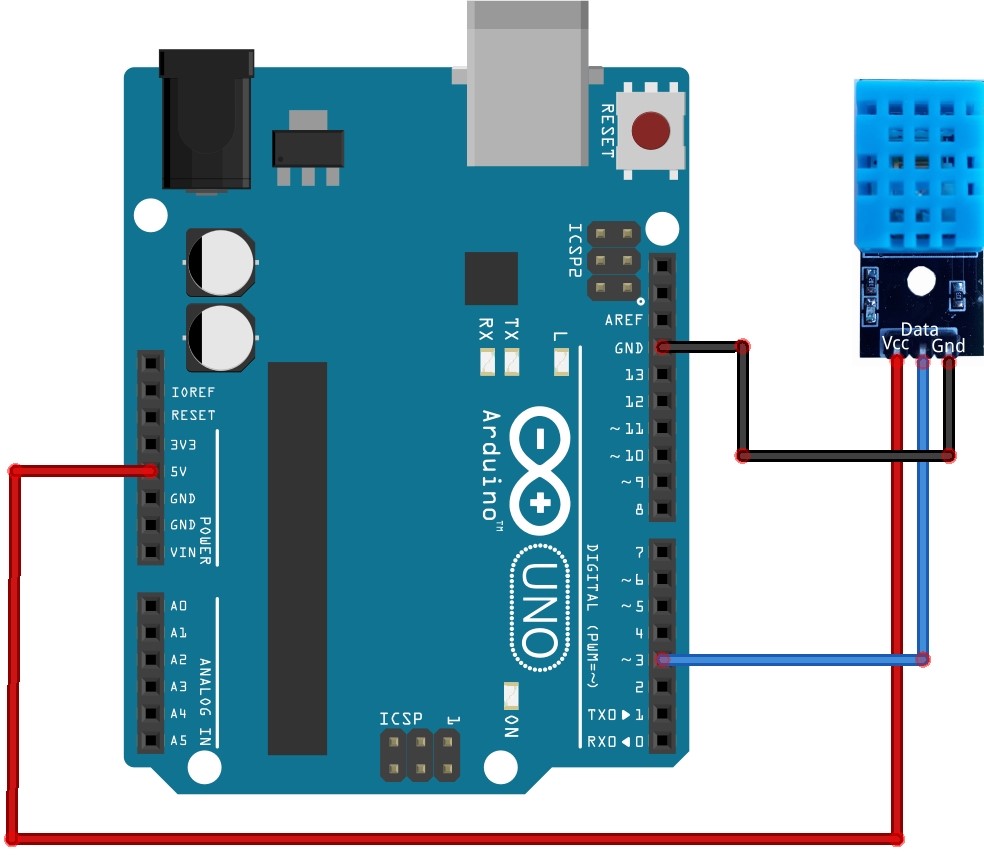 RESET
ICSP2
AREF
GND
13
12
~11
~10
~9
8
7
~6
~5
4
~3
2
TX0▶1
RX0◀0
DIGITAL (PWM=~)
RX
TX
L
Arduino™
UNO
ON
ICSP
1
IOREF
RESET
3V3
5V
GND
GND
VIN
POWER
A0
A1
A2
A3
A4
A5
ANALOG IN
Data
Vcc
Gnd